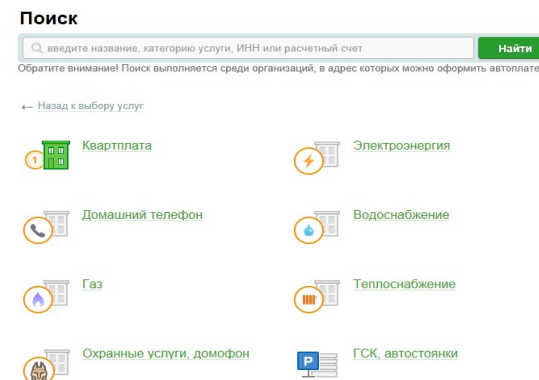 Поиск
введите название, категорию услуги, ИНН или расчетный счет
Найти
Обратите внимание! Поиск выполняется среди организаций, в адрес которых можно оформить автоплате
← Назад к выбору услуг
1
Квартплата
Электроэнергия
Домашний телефон
Водоснабжение
Газ
Теплоснабжение
Охранные услуги, домофон
P
ГСК, автостоянки